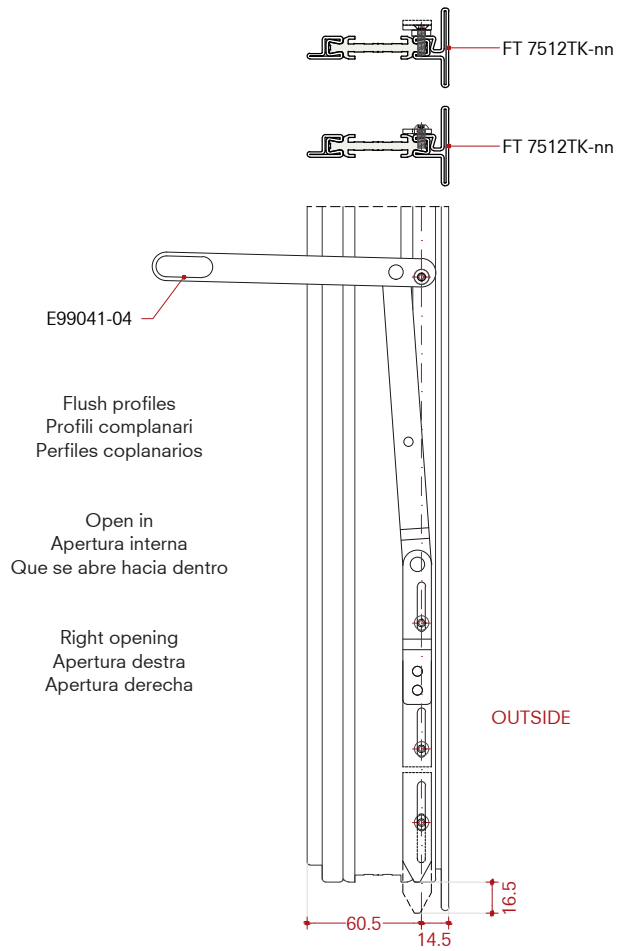 FT 7512TK-nn
FT 7512TK-nn
E99041-04
Flush profiles
Profili complanari
Perfiles coplanarios
Open in
Apertura interna
Que se abre hacia dentro
Right opening
Apertura destra
Apertura derecha
OUTSIDE
16.5
60.5
14.5